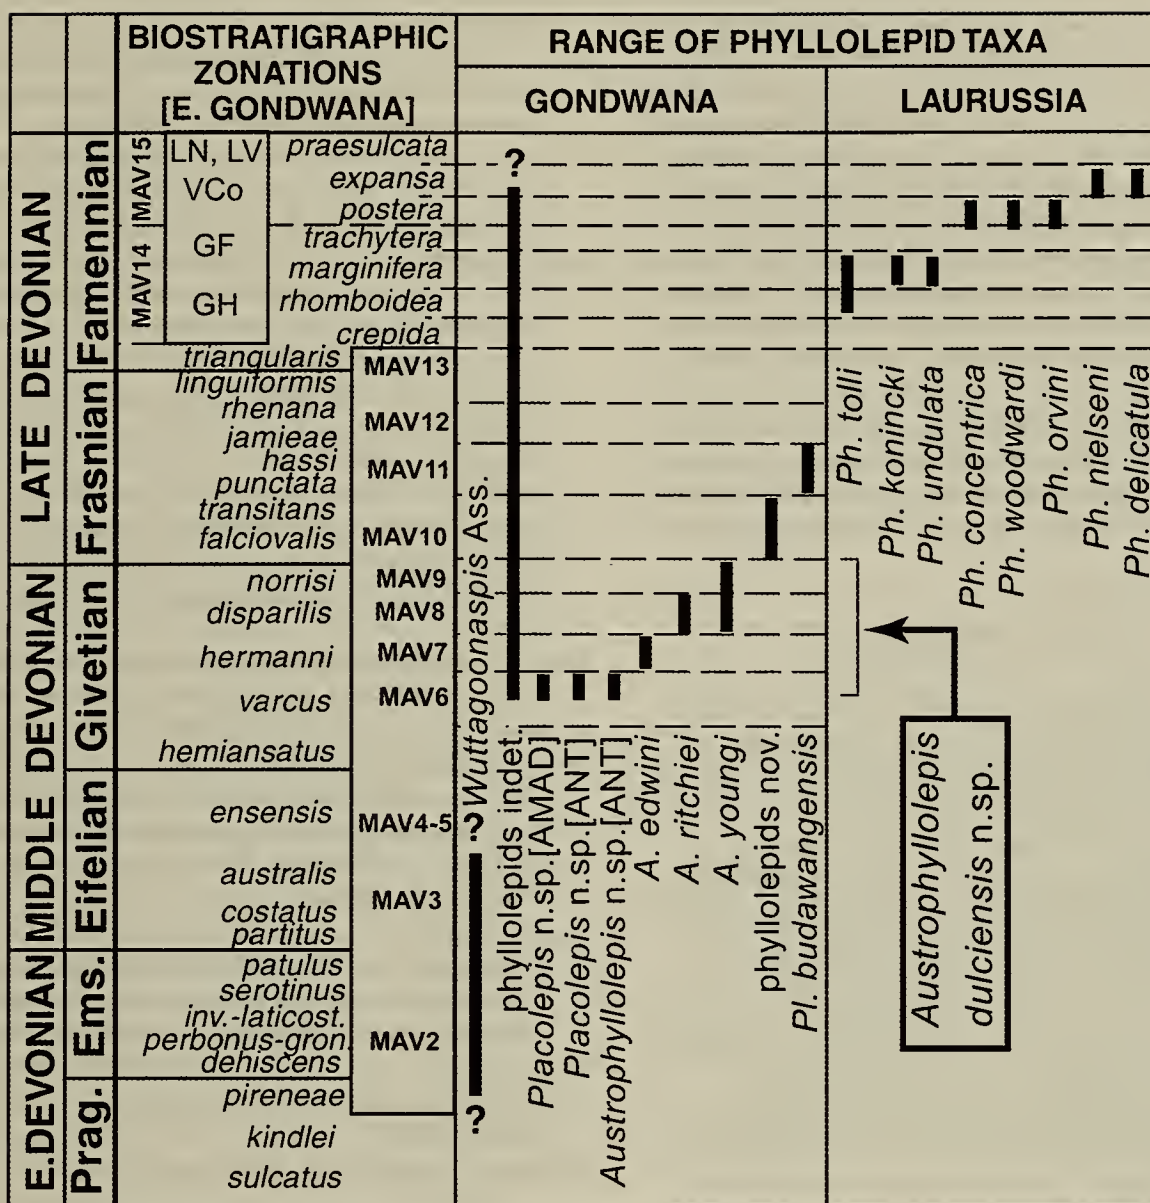 BIOSTRATIGRAPHIC
ZONATIONS
[E. GONDWANA]
RANGE OF PHYLLOLEPID TAXA
GONDWANA
LAURUSSIA
LATE DEVONIAN
MIDDLE DEVONIAN
E.DEVONIAN
Famennian
Frasnian
Givetian
Eifelian
Ems.
Prag.
MAV15
MAV14
LN, LV
VCo
GF
GH
praesulcata
expansa
postera
trachytera
marginifera
rhomboidea
crepida
triangularis
linguiformis
rhenana
jamieae
hassi
punctata
transitans
falciovalis
norrisi
disparilis
hermanni
varcus
hemiansatus
ensensis
australis
costatus
partitus
patulus
serotinus
inv.-laticost.
perbonus-gron.
dehiscens
pireneae
kindlei
sulcatus
MAV13
MAV12
MAV11
MAV10
MAV9
MAV8
MAV7
MAV6
MAV4-5
MAV3
MAV2
?
? Wuttagoonaspis Ass.
?
phyllolepids indet.
Placolepis n.sp.[AMAD]
Placolepis n.sp.[ANT]
Austrophyllolepis n.sp.[ANT]
A. edwini
A. ritchiei
A. youngi
phyllolepids nov.
Pl. budawangensis
Ph. tolli
Ph. konincki
Ph. undulata
Ph. concentrica
Ph. woodwardi
Ph. orvini
Ph. nielseni
Ph. delicatula
Austrophyllolepis
dulciensis n.sp.